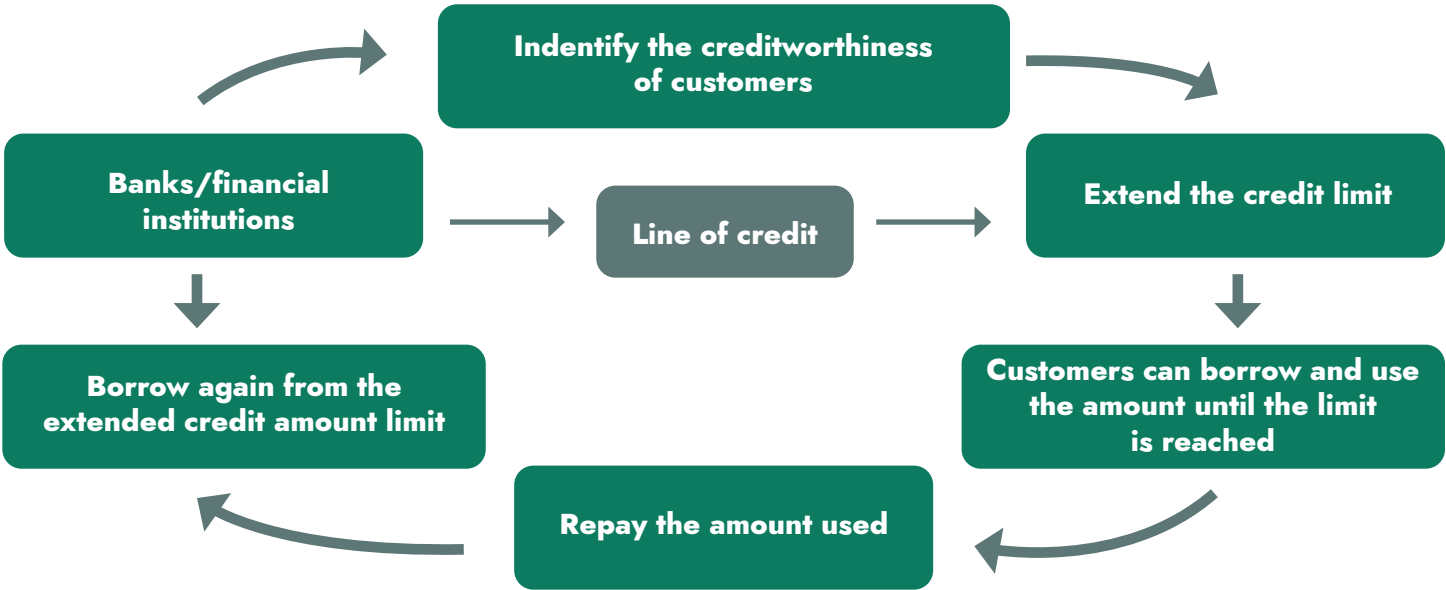 Indentify the creditworthiness
of customers
Banks/financial
institutions
Line of credit
Extend the credit limit
Borrow again from the
extended credit amount limit
Customers can borrow and use
the amount until the limit
is reached
Repay the amount used